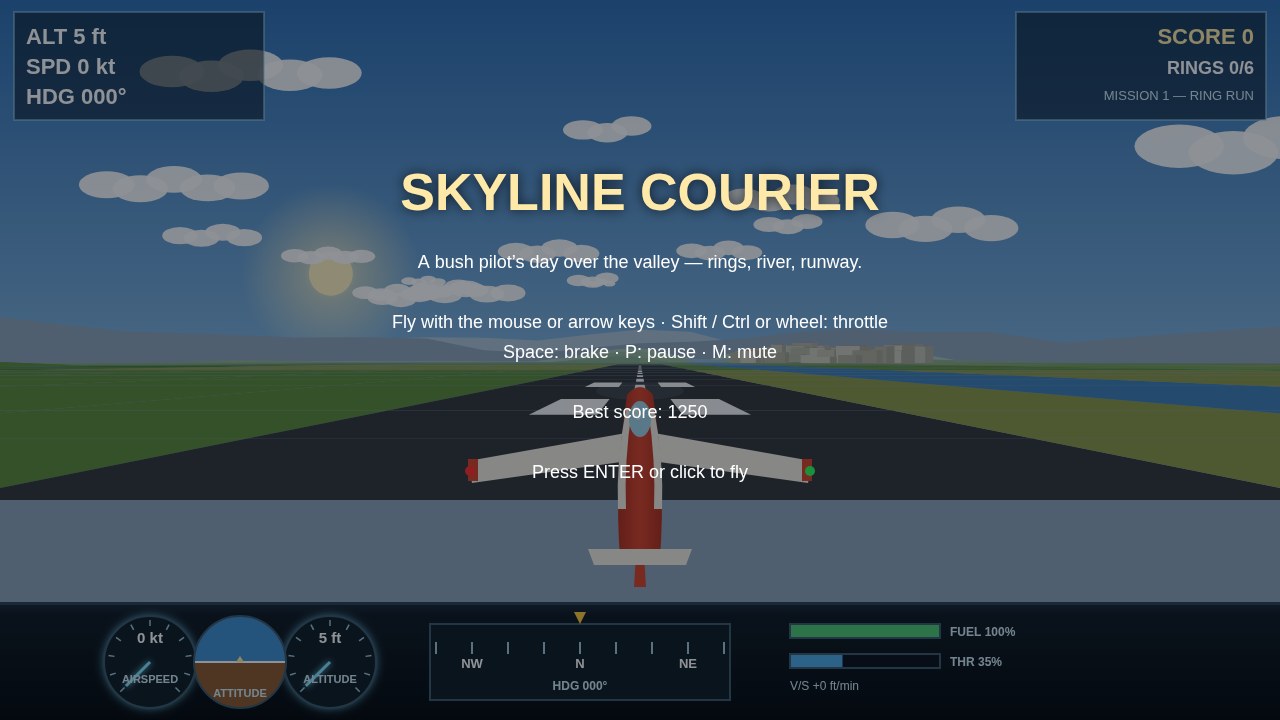 ALT 5 ft
SPD 0 kt
HDG 000°
SCORE 0
RINGS 0/6
MISSION 1 — RING RUN
SKYLINE COURIER
A bush pilot's day over the valley — rings, river, runway.
Fly with the mouse or arrow keys · Shift / Ctrl or wheel: throttle
Space: brake · P: pause · M: mute
Best score: 1250
Press ENTER or click to fly
0 kt
AIRSPEED
ATTITUDE
5 ft
ALTITUDE
NW N NE
HDG 000°
FUEL 100%
THR 35%
V/S +0 ft/min